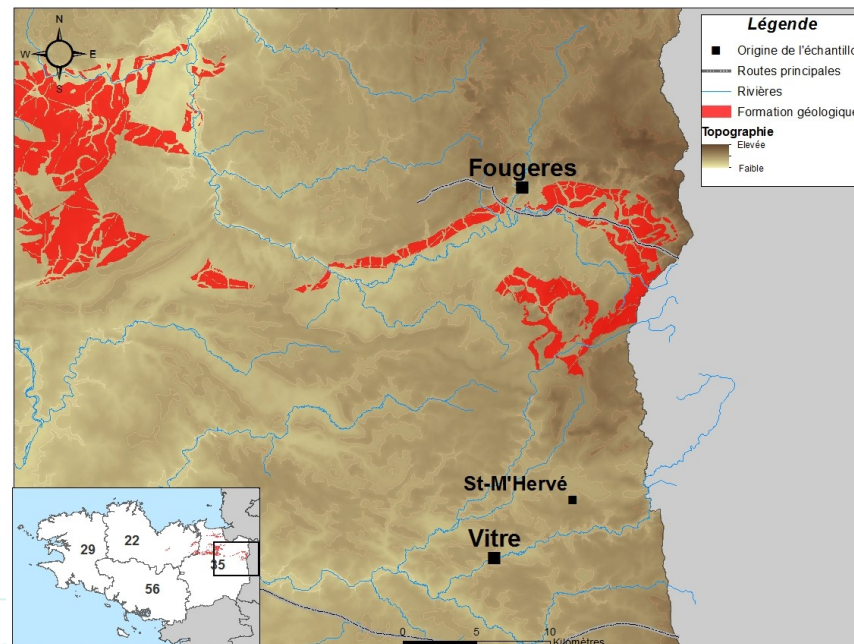 N
W
E
S
Légende
Origine de l'échantillo
Routes principales
Rivières
Formation géologique
Topographie
Elevée
Faible
Fougeres
St-M'Hervé
Vitre
29
22
35
56
0 5 10
Kilomètres